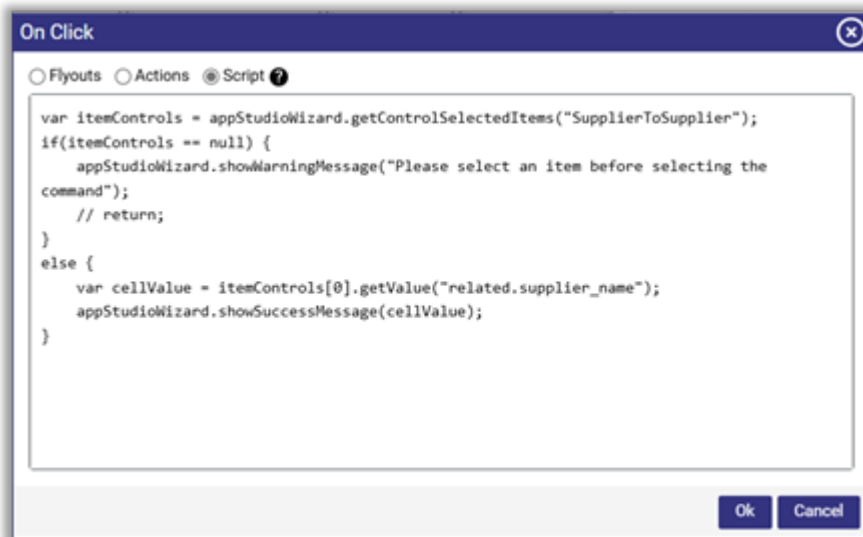 On Click
Flyouts Actions Script ?
var itemControls = appStudioWizard.getControlSelectedItems("SupplierToSupplier");
if(itemControls == null) {
    appStudioWizard.showWarningMessage("Please select an item before selecting the
command");
    // return;
}
else {
    var cellValue = itemControls[0].getValue("related.supplier_name");
    appStudioWizard.showSuccessMessage(cellValue);
}
Ok Cancel